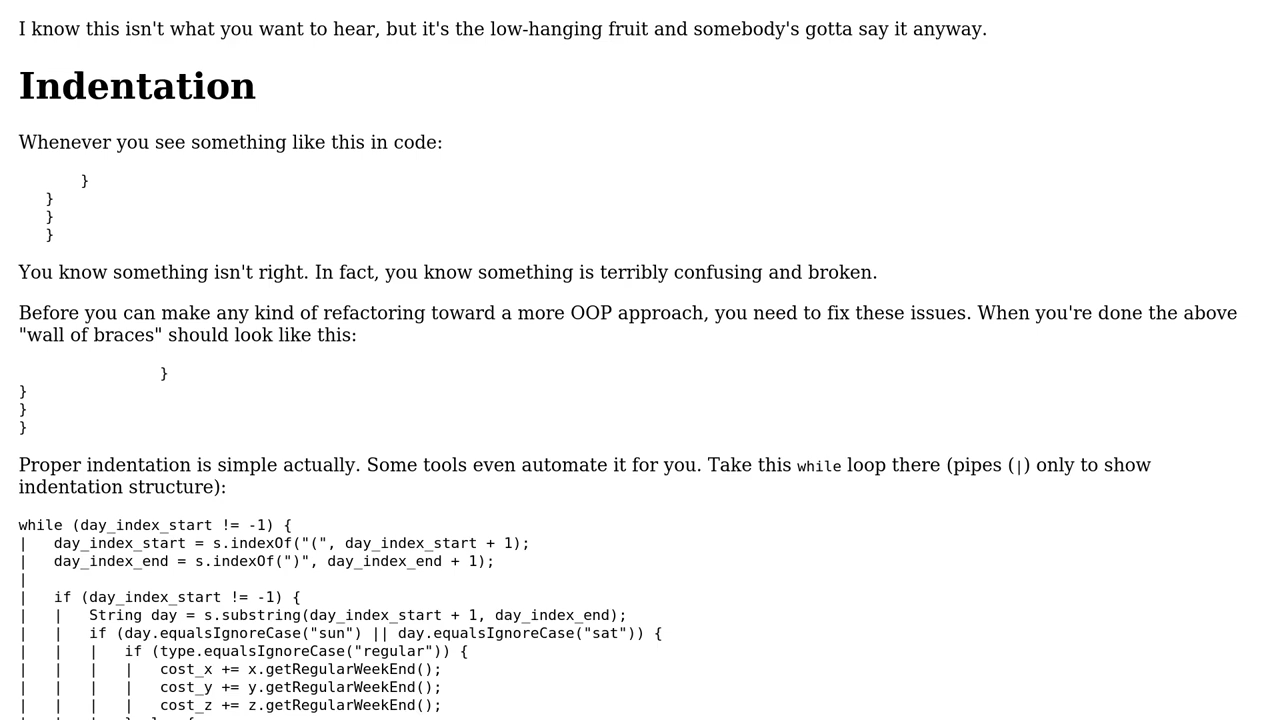 I know this isn't what you want to hear, but it's the low-hanging fruit and somebody's gotta say it anyway.
Indentation
Whenever you see something like this in code:
       }
   }
   }
   }
You know something isn't right. In fact, you know something is terribly confusing and broken.
Before you can make any kind of refactoring toward a more OOP approach, you need to fix these issues. When you're done the above
"wall of braces" should look like this:
                }
}
}
}
Proper indentation is simple actually. Some tools even automate it for you. Take this while loop there (pipes (|) only to show
indentation structure):
while (day_index_start != -1) {
|   day_index_start = s.indexOf("(", day_index_start + 1);
|   day_index_end = s.indexOf(")", day_index_end + 1);
|
|   if (day_index_start != -1) {
|   |   String day = s.substring(day_index_start + 1, day_index_end);
|   |   if (day.equalsIgnoreCase("sun") || day.equalsIgnoreCase("sat")) {
|   |   |   if (type.equalsIgnoreCase("regular")) {
|   |   |   |   cost_x += x.getRegularWeekEnd();
|   |   |   |   cost_y += y.getRegularWeekEnd();
|   |   |   |   cost_z += z.getRegularWeekEnd();